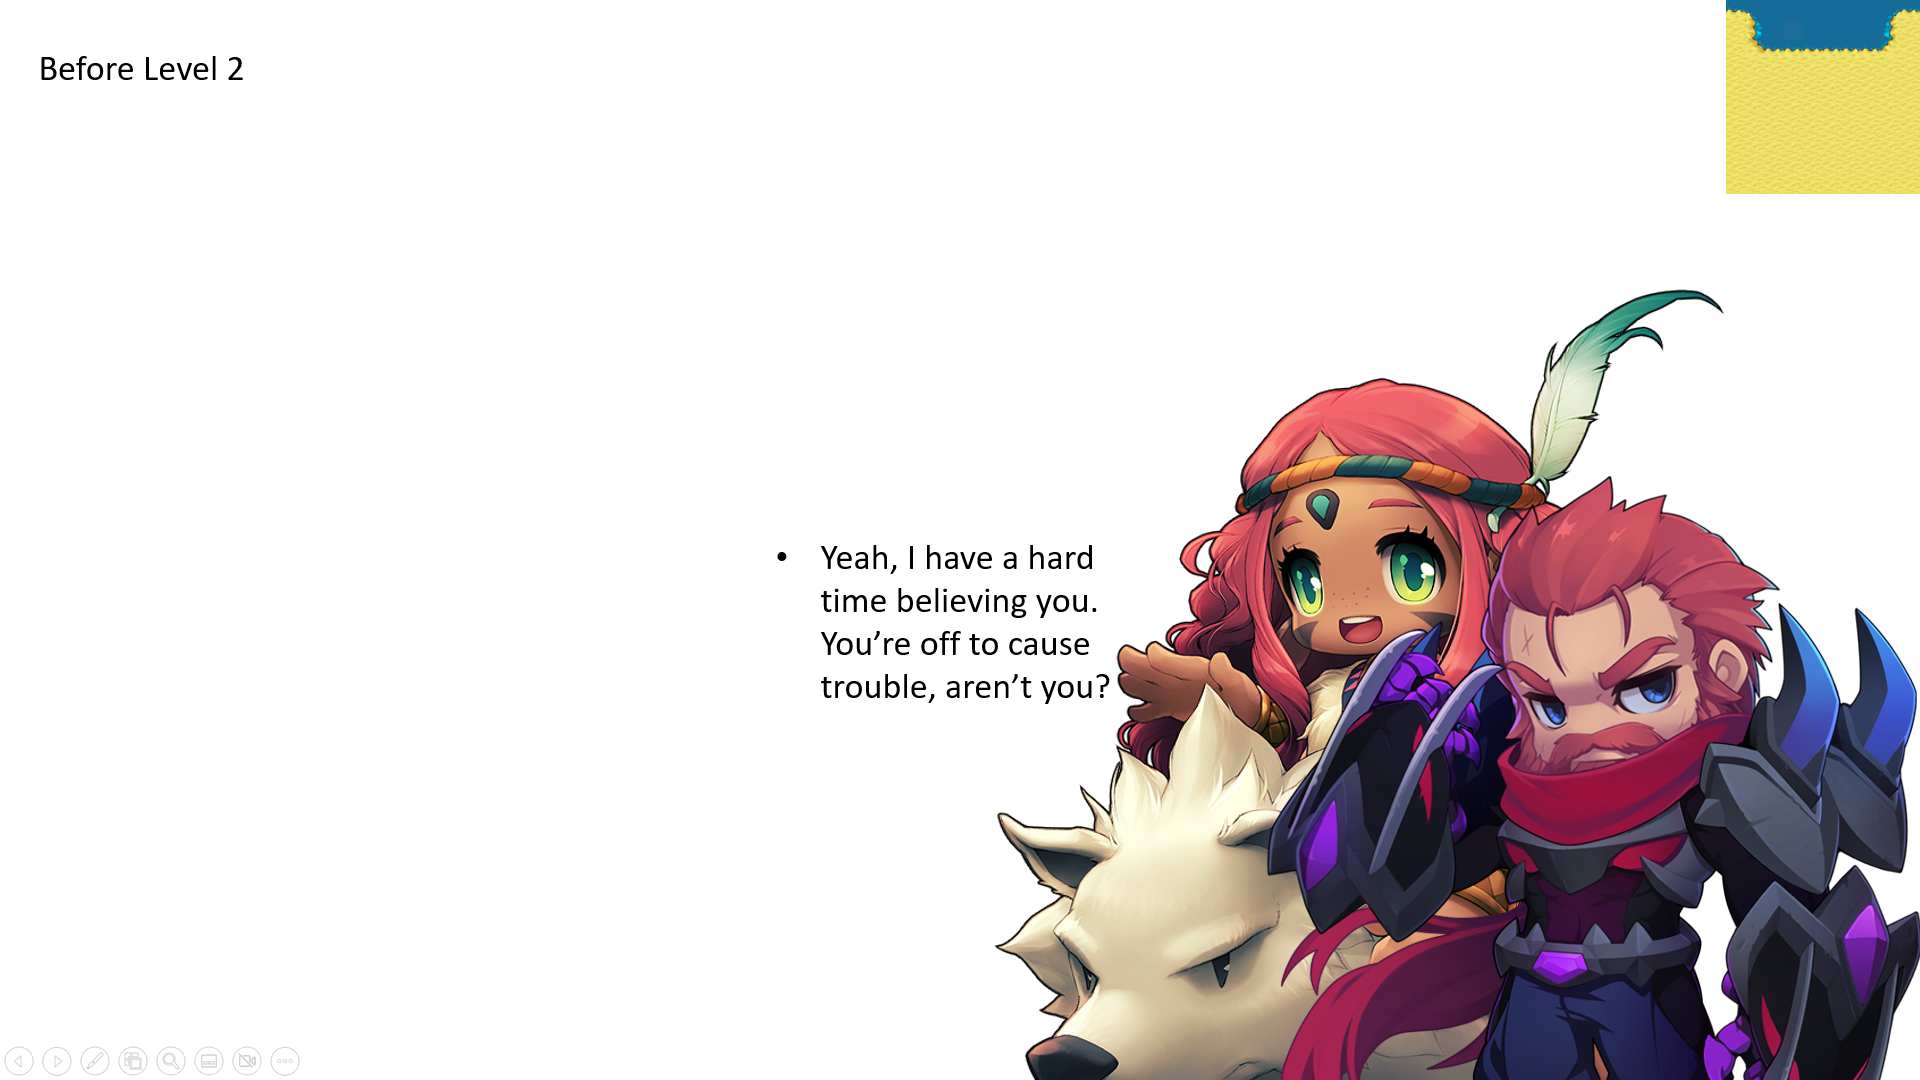 Before Level 2
• Yeah, I have a hard
time believing you.
You’re off to cause
trouble, aren’t you?